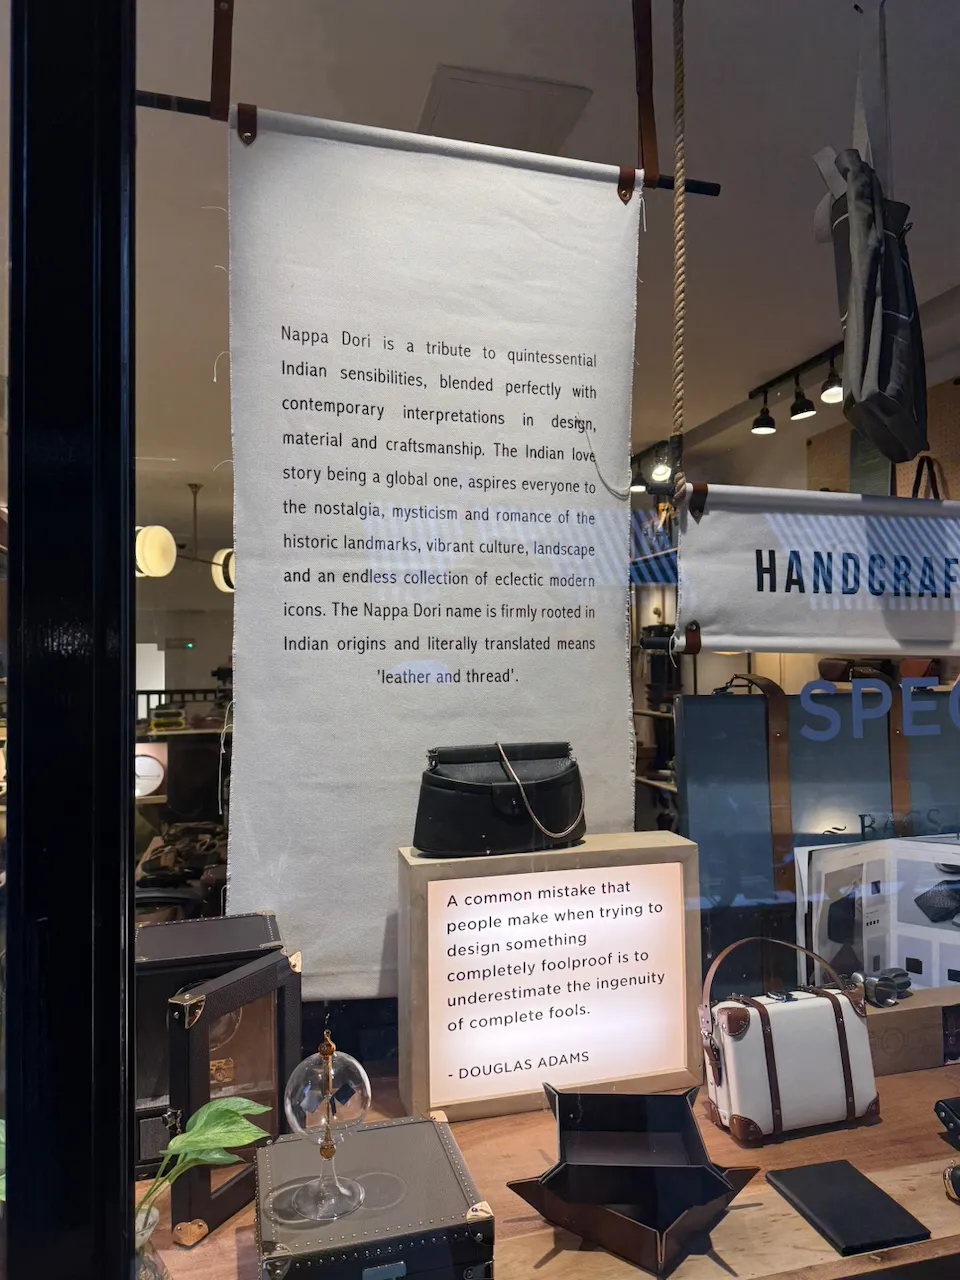 Nappa Dori is a tribute to quintessential
Indian sensibilities, blended perfectly with
contemporary interpretations in design,
material and craftsmanship. The Indian love
story being a global one, aspires everyone to
the nostalgia, mysticism and romance of the
historic landmarks, vibrant culture, landscape
and an endless collection of eclectic modern
icons. The Nappa Dori name is firmly rooted in
Indian origins and literally translated means
'leather and thread'.
HANDCRAF
SPEC
~ BAGS
A common mistake that
people make when trying to
design something
completely foolproof is to
underestimate the ingenuity
of complete fools.
- DOUGLAS ADAMS